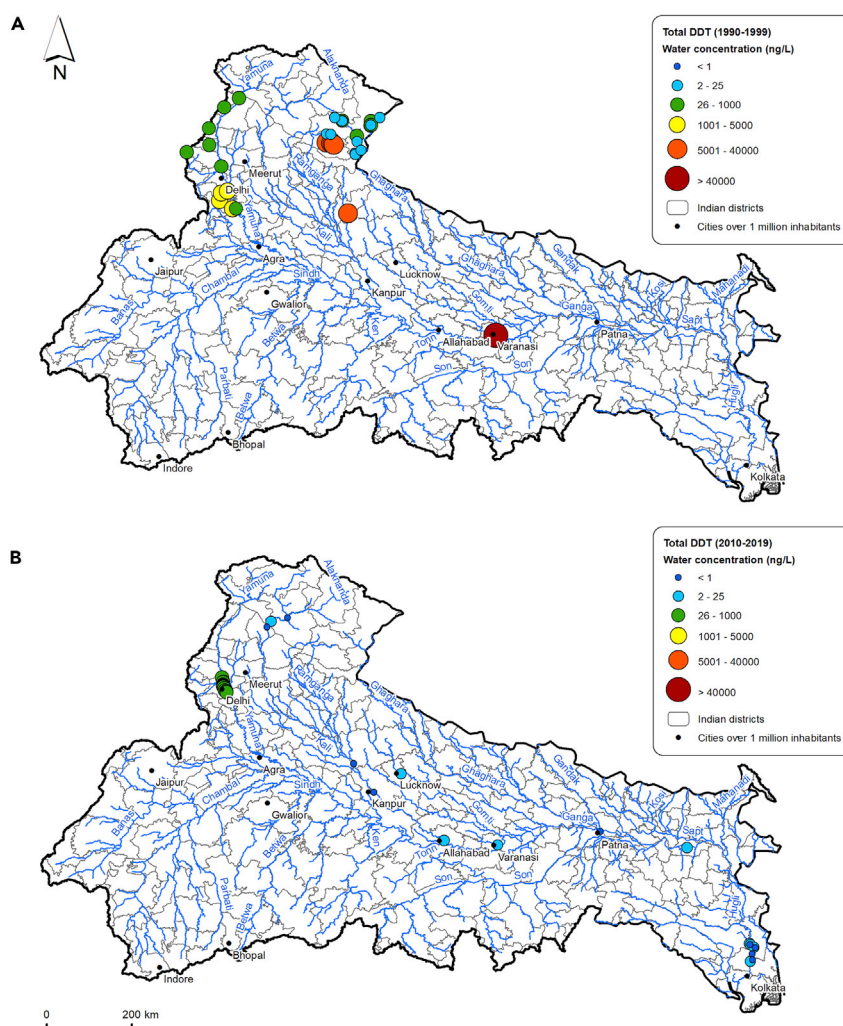 A
N
Total DDT (1990-1999)
Water concentration (ng/L)
< 1
2 - 25
26 - 1000
1001 - 5000
5001 - 40000
> 40000
Indian districts
Cities over 1 million inhabitants
Yamuna
Alaknanda
Meerut
Delhi
Ramganga
Ghaghara
Yamuna
Kali
Agra
Jaipur
Lucknow
Ghaghara
Gandak
Kosi
Mahanadi
Chambal
Sindh
Kanpur
Banas
Gwalior
Gomti
Ganga
Sapt
Betwa
Ken
Patna
Tonn
Allahabad
Varanasi
Son
Son
Parbati
Betwa
Hugli
Bhopal
Indore
Kolkata
B
Total DDT (2010-2019)
Water concentration (ng/L)
< 1
2 - 25
26 - 1000
1001 - 5000
5001 - 40000
> 40000
Indian districts
Cities over 1 million inhabitants
Yamuna
Alaknanda
Meerut
Delhi
Ramganga
Ghaghara
Yamuna
Kali
Agra
Jaipur
Lucknow
Ghaghara
Gandak
Kosi
Mahanadi
Chambal
Sindh
Kanpur
Banas
Gwalior
Gomti
Ganga
Sapt
Betwa
Ken
Patna
Tonn
Allahabad
Varanasi
Son
Son
Parbati
Betwa
Hugli
Bhopal
Indore
Kolkata
0 200 km